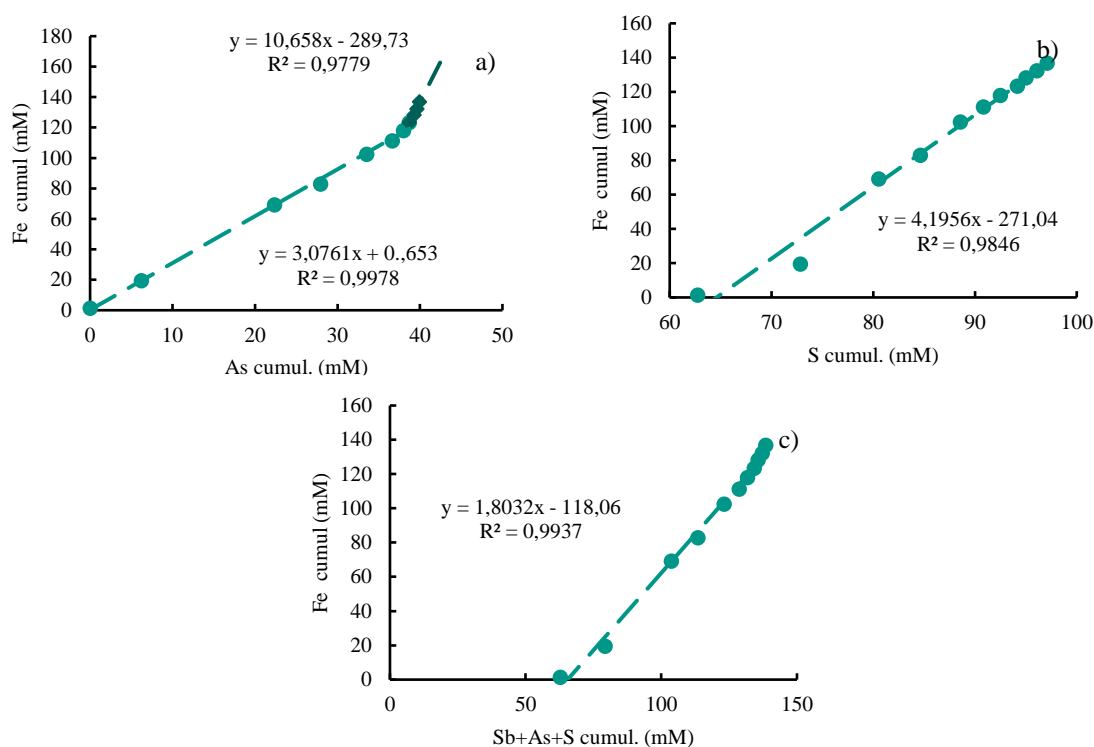 y = 10,658x - 289,73
R² = 0,9779
a)
Fe cumul (mM)
180
160
140
120
100
80
60
40
20
0
y = 3,0761x + 0.,653
R² = 0,9978
0 10 20 30 40 50
As cumul. (mM)
b)
Fe cumul (mM)
160
140
120
100
80
60
40
20
0
y = 4,1956x - 271,04
R² = 0,9846
60 70 80 90 100
S cumul. (mM)
c)
Fe cumul (mM)
160
140
120
100
80
60
40
20
0
y = 1,8032x - 118,06
R² = 0,9937
0 50 100 150
Sb+As+S cumul. (mM)